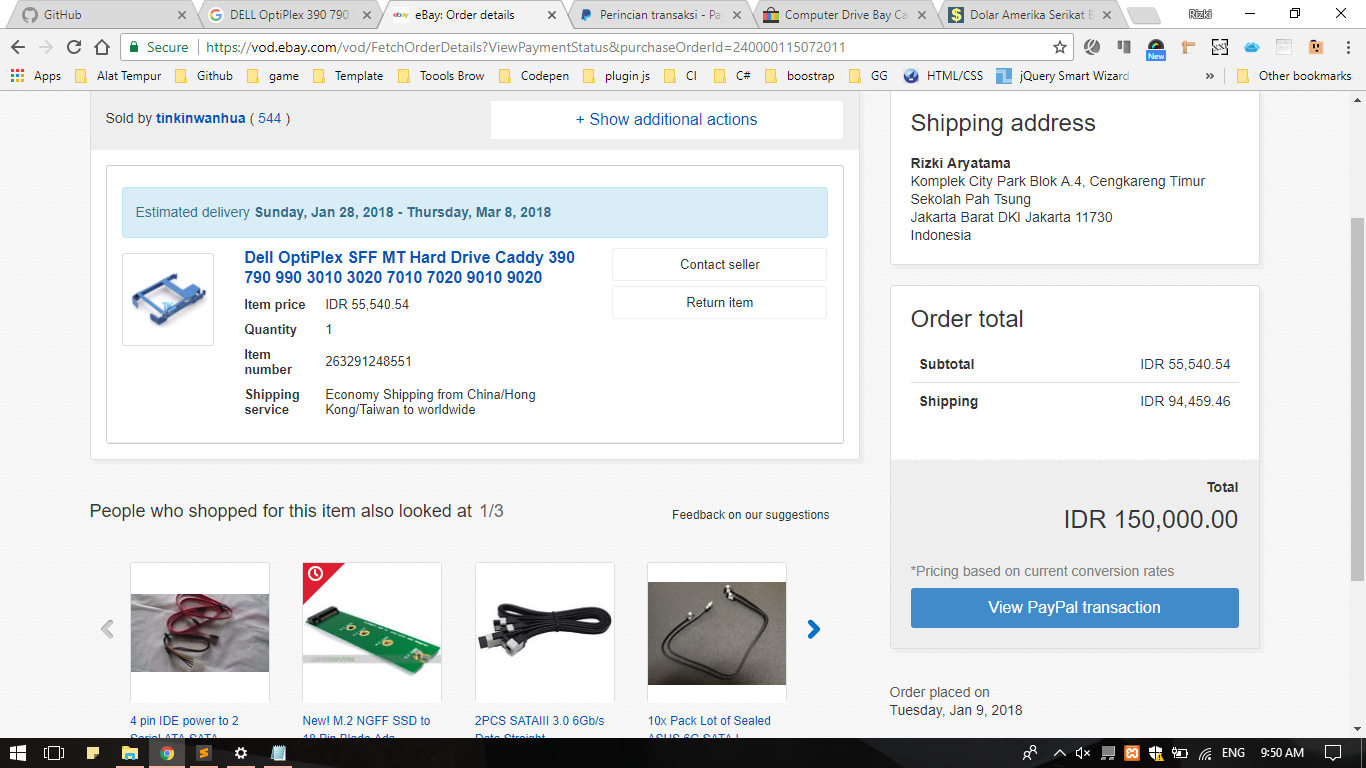 GitHub
DELL OptiPlex 390 790
eBay: Order details
Perincian transaksi - Pa
Computer Drive Bay Ca
Dolar Amerika Serikat B
Rizki
Secure
https://vod.ebay.com/vod/FetchOrderDetails?ViewPaymentStatus&purchaseOrderId=240000115072011
New
Apps
Alat Tempur
Github
game
Template
Toools Brow
Codepen
plugin js
CI
C#
boostrap
GG
HTML/CSS
jQuery Smart Wizard
»
Other bookmarks
Sold by tinkinwanhua ( 544 )
+ Show additional actions
Estimated delivery Sunday, Jan 28, 2018 - Thursday, Mar 8, 2018
Dell OptiPlex SFF MT Hard Drive Caddy 390
790 990 3010 3020 7010 7020 9010 9020
Item price IDR 55,540.54
Quantity 1
Item
number 263291248551
Shipping
service
Economy Shipping from China/Hong
Kong/Taiwan to worldwide
Contact seller
Return item
Shipping address
Rizki Aryatama
Komplek City Park Blok A.4, Cengkareng Timur
Sekolah Pah Tsung
Jakarta Barat DKI Jakarta 11730
Indonesia
Order total
Subtotal IDR 55,540.54
Shipping IDR 94,459.46
Total
IDR 150,000.00
*Pricing based on current conversion rates
View PayPal transaction
Order placed on
Tuesday, Jan 9, 2018
People who shopped for this item also looked at 1/3
Feedback on our suggestions
4 pin IDE power to 2
Serial ATA SATA
New! M.2 NGFF SSD to
18 Pin Blade Ada
2PCS SATAIII 3.0 6Gb/s
Data Straight
10x Pack Lot of Sealed
ASUS 6G SATA
ENG
9:50 AM